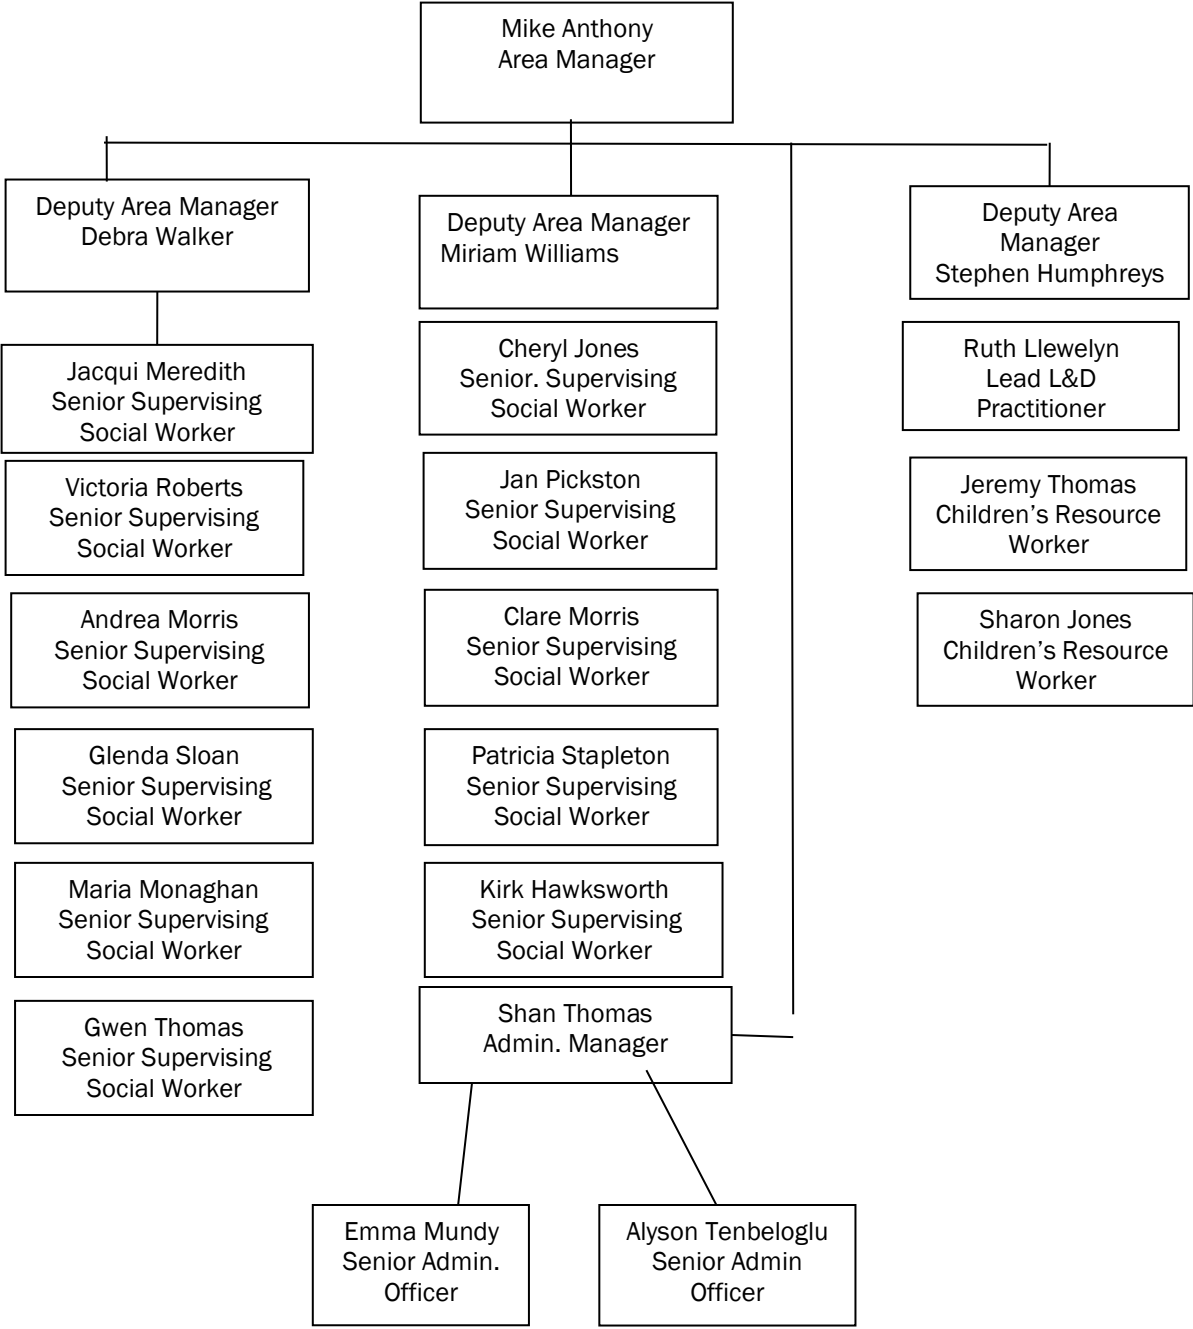 Mike Anthony
Area Manager
Deputy Area Manager
Debra Walker
Jacqui Meredith
Senior Supervising
Social Worker
Victoria Roberts
Senior Supervising
Social Worker
Andrea Morris
Senior Supervising
Social Worker
Glenda Sloan
Senior Supervising
Social Worker
Maria Monaghan
Senior Supervising
Social Worker
Gwen Thomas
Senior Supervising
Social Worker
Deputy Area Manager
Miriam Williams
Cheryl Jones
Senior. Supervising
Social Worker
Jan Pickston
Senior Supervising
Social Worker
Clare Morris
Senior Supervising
Social Worker
Patricia Stapleton
Senior Supervising
Social Worker
Kirk Hawksworth
Senior Supervising
Social Worker
Shan Thomas
Admin. Manager
Deputy Area
Manager
Stephen Humphreys
Ruth Llewelyn
Lead L&D
Practitioner
Jeremy Thomas
Children’s Resource
Worker
Sharon Jones
Children’s Resource
Worker
Emma Mundy
Senior Admin.
Officer
Alyson Tenbeloglu
Senior Admin
Officer